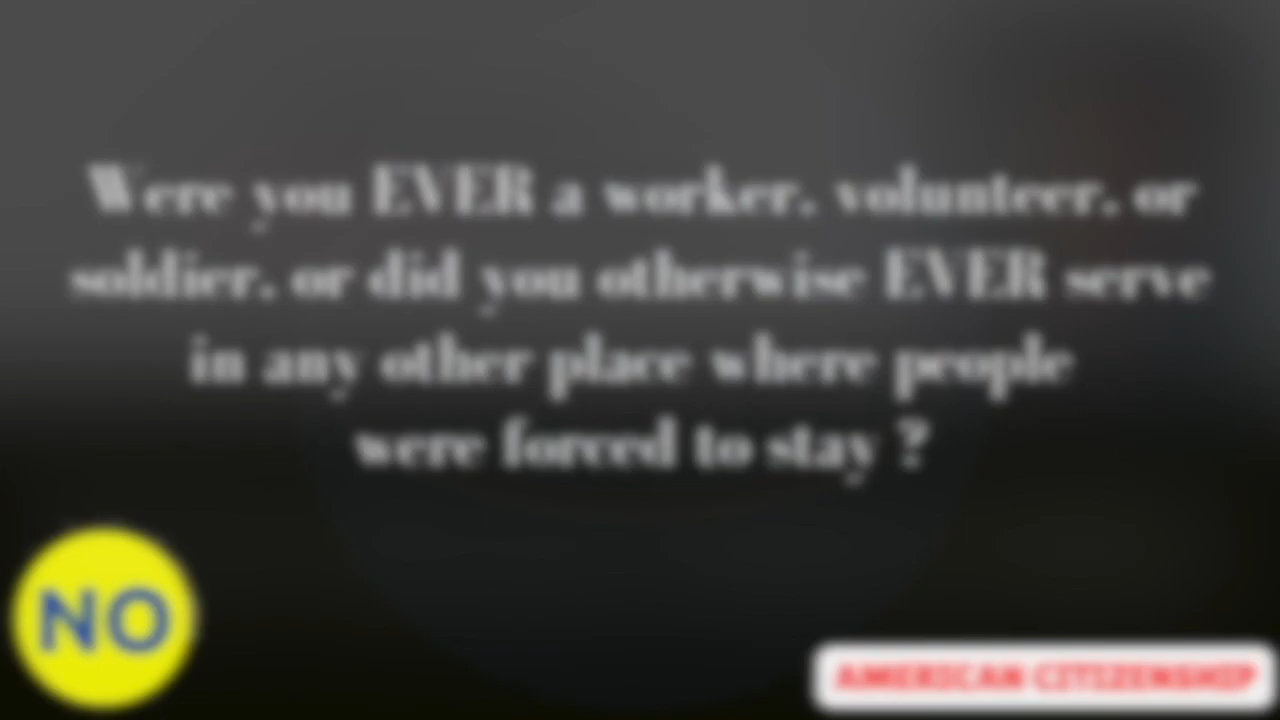 Were you EVER a worker, volunteer, or
soldier, or did you otherwise EVER serve
in any other place where people
were forced to stay ?
NO
AMERICAN CITIZENSHIP